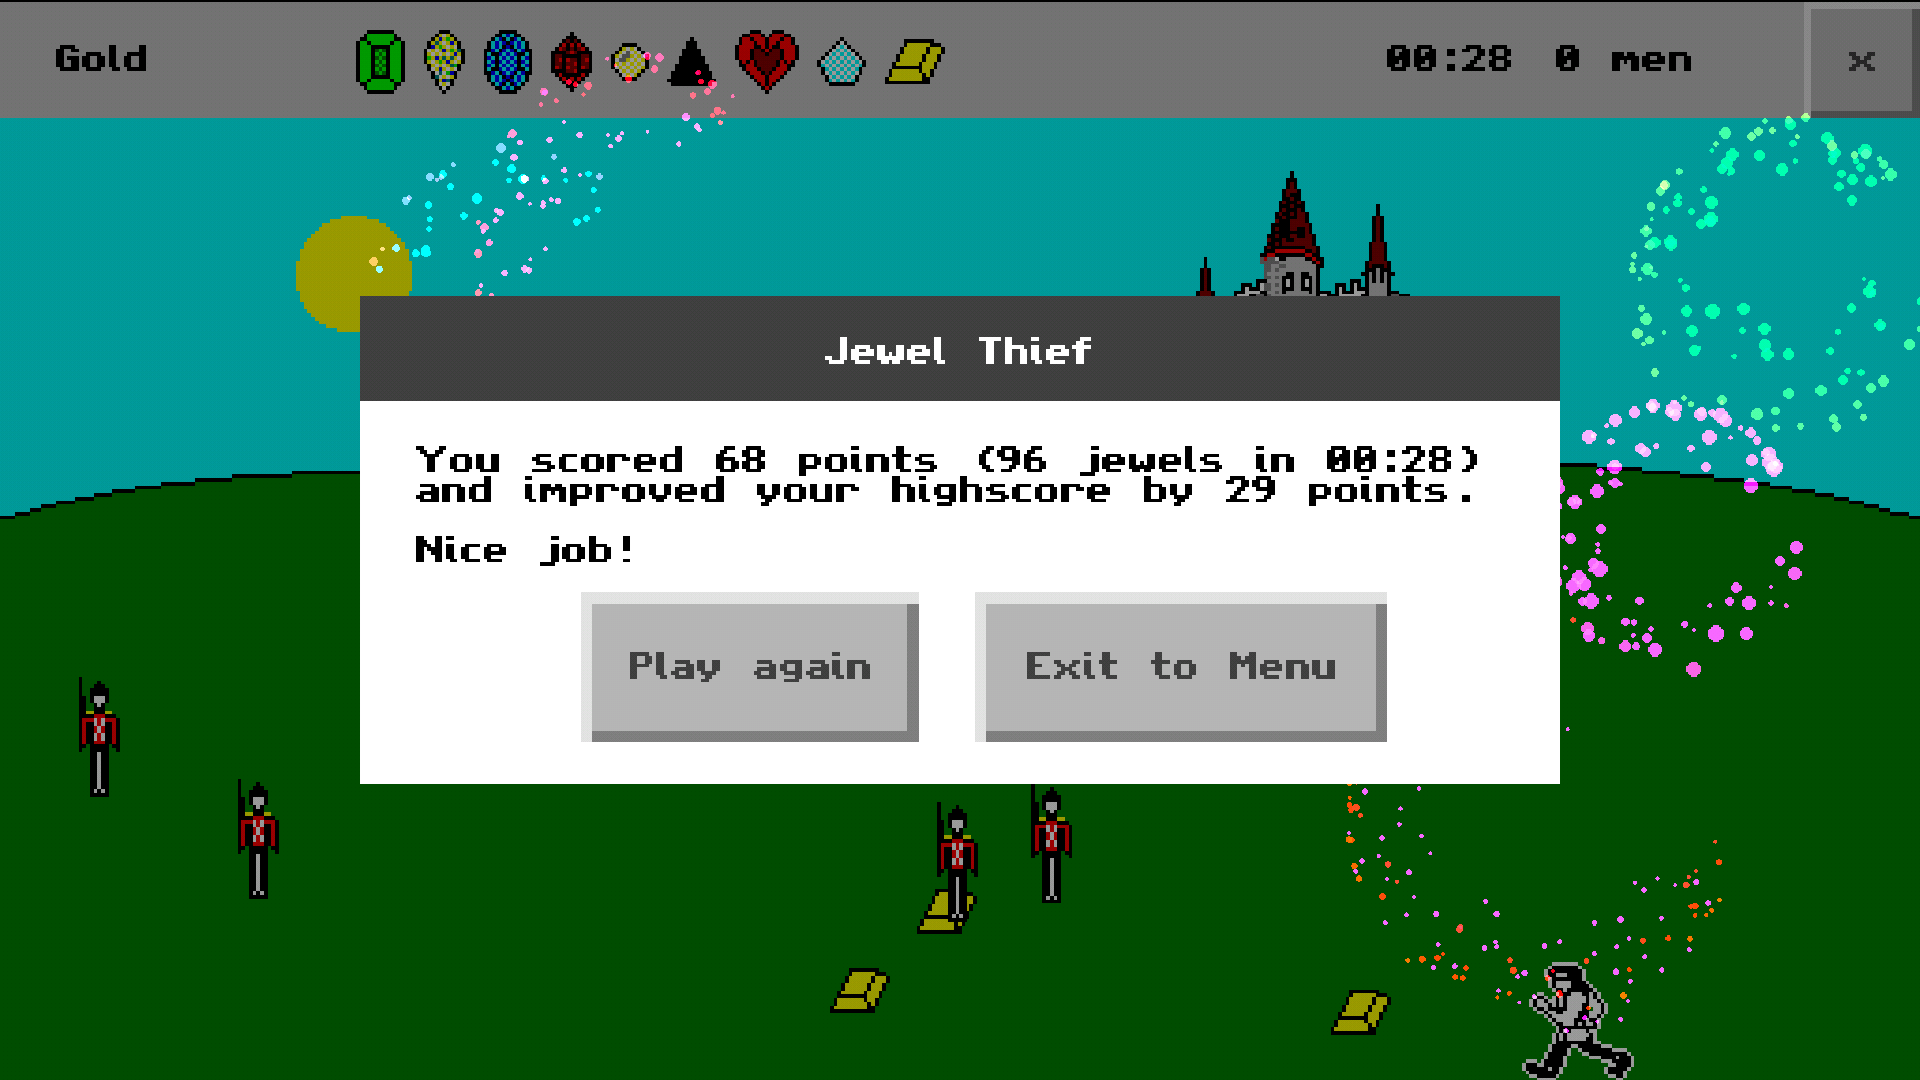 Gold
00:28 0 men
x
Jewel Thief
You scored 68 points (96 jewels in 00:28)
and improved your highscore by 29 points.
Nice job!
Play again
Exit to Menu